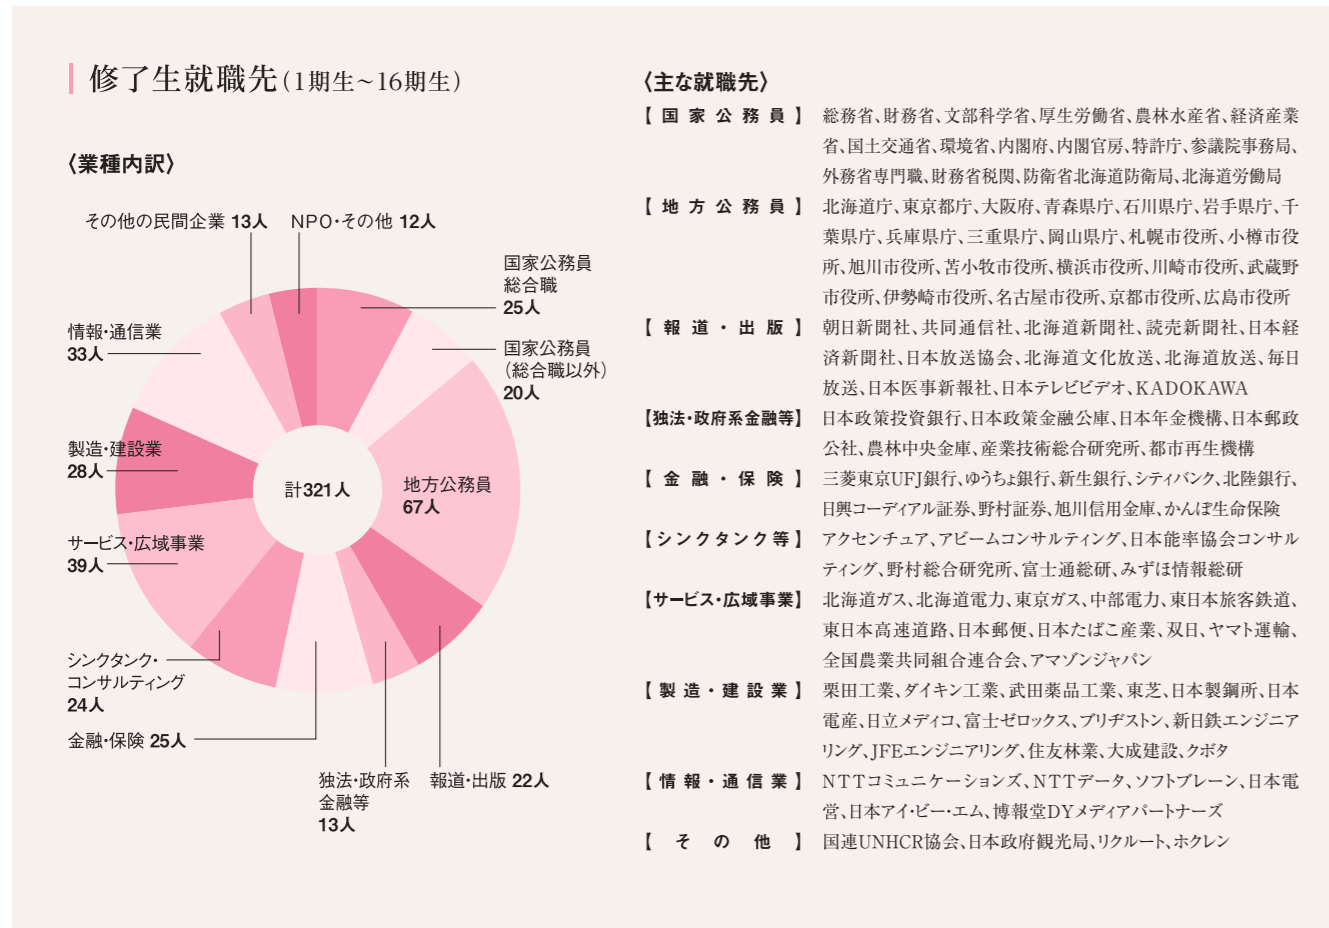 修了生就職先(1期生～16期生)
〈業種内訳〉
その他の民間企業 13人
NPO・その他 12人
国家公務員
総合職
25人
国家公務員
(総合職以外)
20人
地方公務員
67人
報道・出版 22人
独法・政府系
金融等
13人
金融・保険 25人
シンクタンク・
コンサルティング
24人
サービス・広域事業
39人
製造・建設業
28人
情報・通信業
33人
計321人
〈主な就職先〉
【国家公務員】 総務省、財務省、文部科学省、厚生労働省、農林水産省、経済産業
省、国土交通省、環境省、内閣府、内閣官房、特許庁、参議院事務局、
外務省専門職、財務省税関、防衛省北海道防衛局、北海道労働局
【地方公務員】 北海道庁、東京都庁、大阪府、青森県庁、石川県庁、岩手県庁、千
葉県庁、兵庫県庁、三重県庁、岡山県庁、札幌市役所、小樽市役
所、旭川市役所、苫小牧市役所、横浜市役所、川崎市役所、武蔵野
市役所、伊勢崎市役所、名古屋市役所、京都市役所、広島市役所
【報道・出版】 朝日新聞社、共同通信社、北海道新聞社、読売新聞社、日本経
済新聞社、日本放送協会、北海道文化放送、北海道放送、毎日
放送、日本医事新報社、日本テレビビデオ、KADOKAWA
【独法・政府系金融等】 日本政策投資銀行、日本政策金融公庫、日本年金機構、日本郵政
公社、農林中央金庫、産業技術総合研究所、都市再生機構
【金融・保険】 三菱東京UFJ銀行、ゆうちょ銀行、新生銀行、シティバンク、北陸銀行、
日興コーディアル証券、野村証券、旭川信用金庫、かんぽ生命保険
【シンクタンク等】 アクセンチュア、アビームコンサルティング、日本能率協会コンサル
ティング、野村総合研究所、富士通総研、みずほ情報総研
【サービス・広域事業】 北海道ガス、北海道電力、東京ガス、中部電力、東日本旅客鉄道、
東日本高速道路、日本郵便、日本たばこ産業、双日、ヤマト運輸、
全国農業共同組合連合会、アマゾンジャパン
【製造・建設業】 栗田工業、ダイキン工業、武田薬品工業、東芝、日本製鋼所、日本
電産、日立メディコ、富士ゼロックス、ブリヂストン、新日鉄エンジニア
リング、JFEエンジニアリング、住友林業、大成建設、クボタ
【情報・通信業】 NTTコミュニケーションズ、NTTデータ、ソフトブレーン、日本電
営、日本アイ・ビー・エム、博報堂DYメディアパートナーズ
【その他】 国連UNHCR協会、日本政府観光局、リクルート、ホクレン